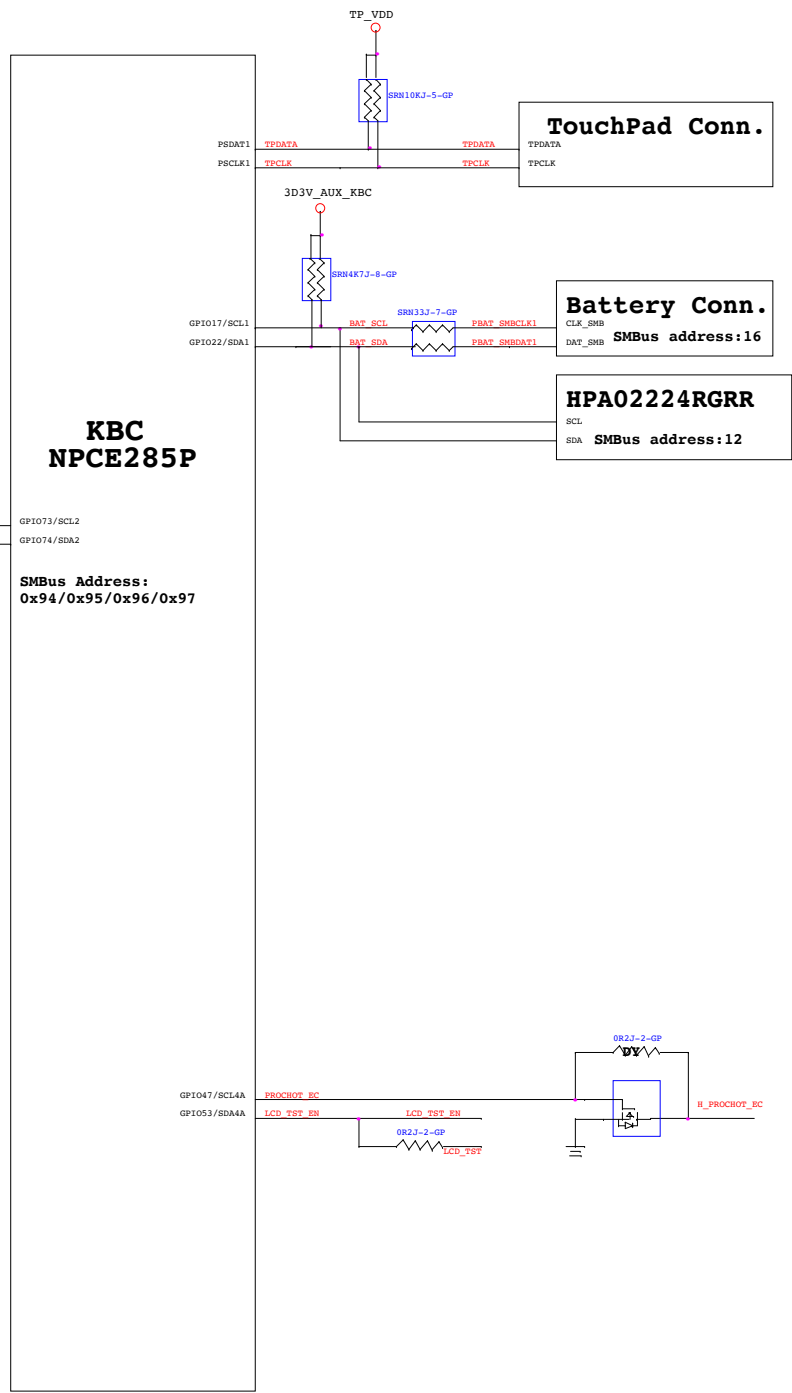 TP_VDD
SRN10KJ-5-GP
TouchPad Conn.
PSDAT1 TPDATA TPDATA TPDATA
PSCLK1 TPCLK TPCLK TPCLK
3D3V_AUX_KBC
SRN4K7J-8-GP
SRN33J-7-GP
Battery Conn.
GPIO17/SCL1 BAT_SCL PBAT_SMBCLK1 CLK_SMB
GPIO22/SDA1 BAT_SDA PBAT_SMBDAT1 DAT_SMB SMBus address:16
HPA02224RGRR
SCL
SDA SMBus address:12
KBC
NPCE285P
GPIO73/SCL2
GPIO74/SDA2
SMBus Address:
0x94/0x95/0x96/0x97
0R2J-2-GP
DY
GPIO47/SCL4A PROCHOT_EC
H_PROCHOT_EC
GPIO53/SDA4A LCD_TST_EN LCD_TST_EN
0R2J-2-GP
LCD_TST